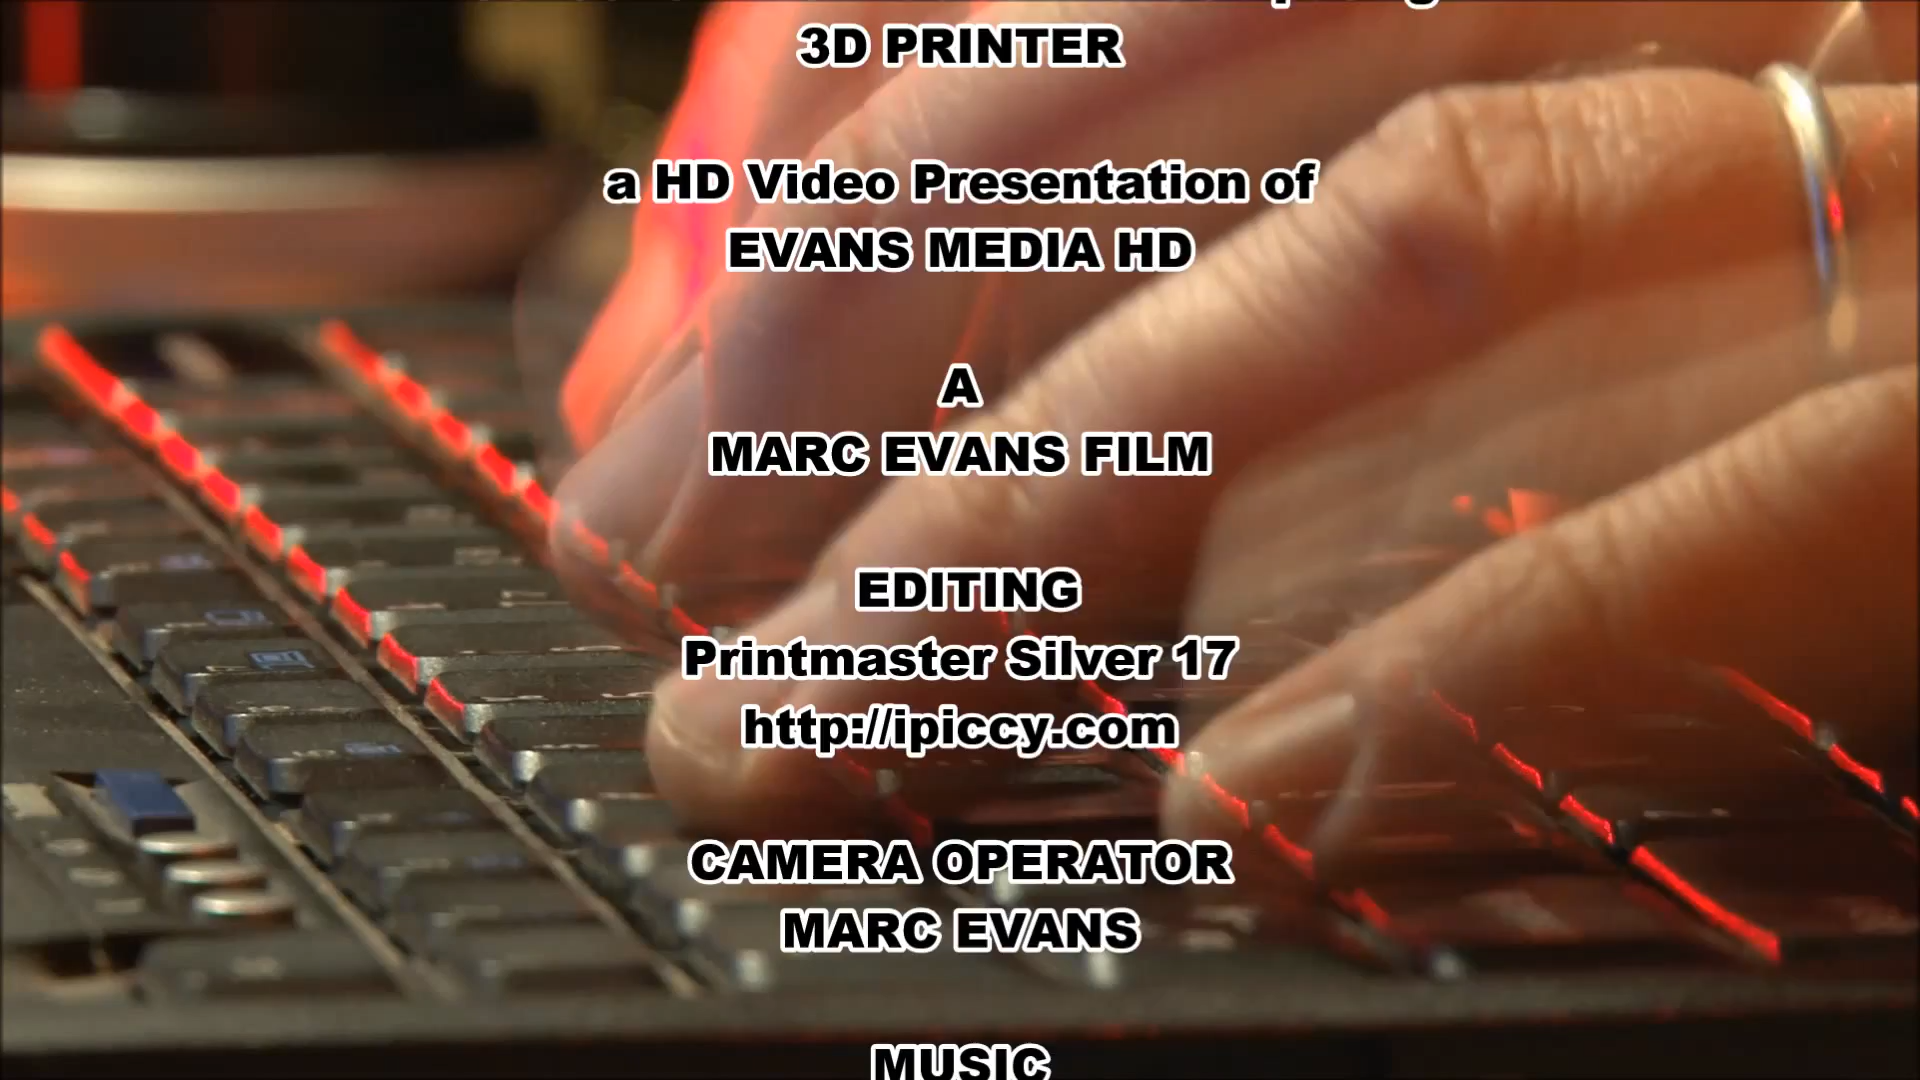 3D PRINTER
a HD Video Presentation of
EVANS MEDIA HD
A
MARC EVANS FILM
EDITING
Printmaster Silver 17
http://ipiccy.com
CAMERA OPERATOR
MARC EVANS
MUSIC